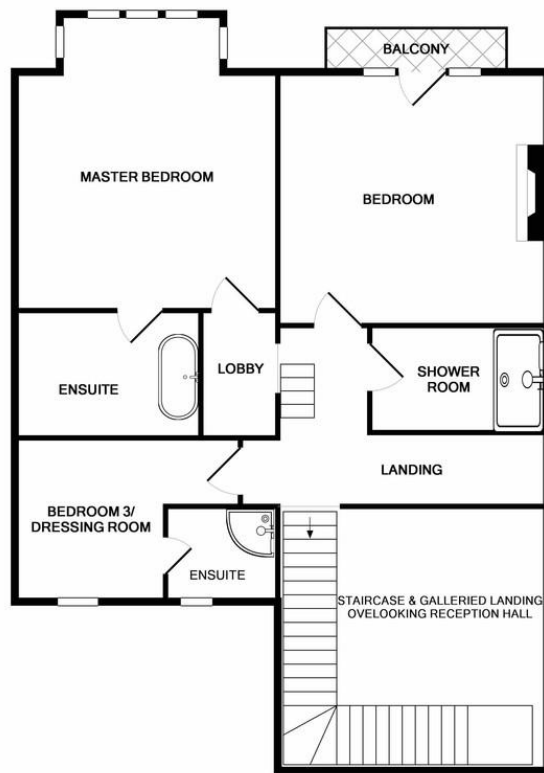 BALCONY
MASTER BEDROOM
BEDROOM
LOBBY
SHOWER
ROOM
ENSUITE
LANDING
BEDROOM 3/
DRESSING ROOM
ENSUITE
STAIRCASE & GALLERIED LANDING
OVELOOKING RECEPTION HALL